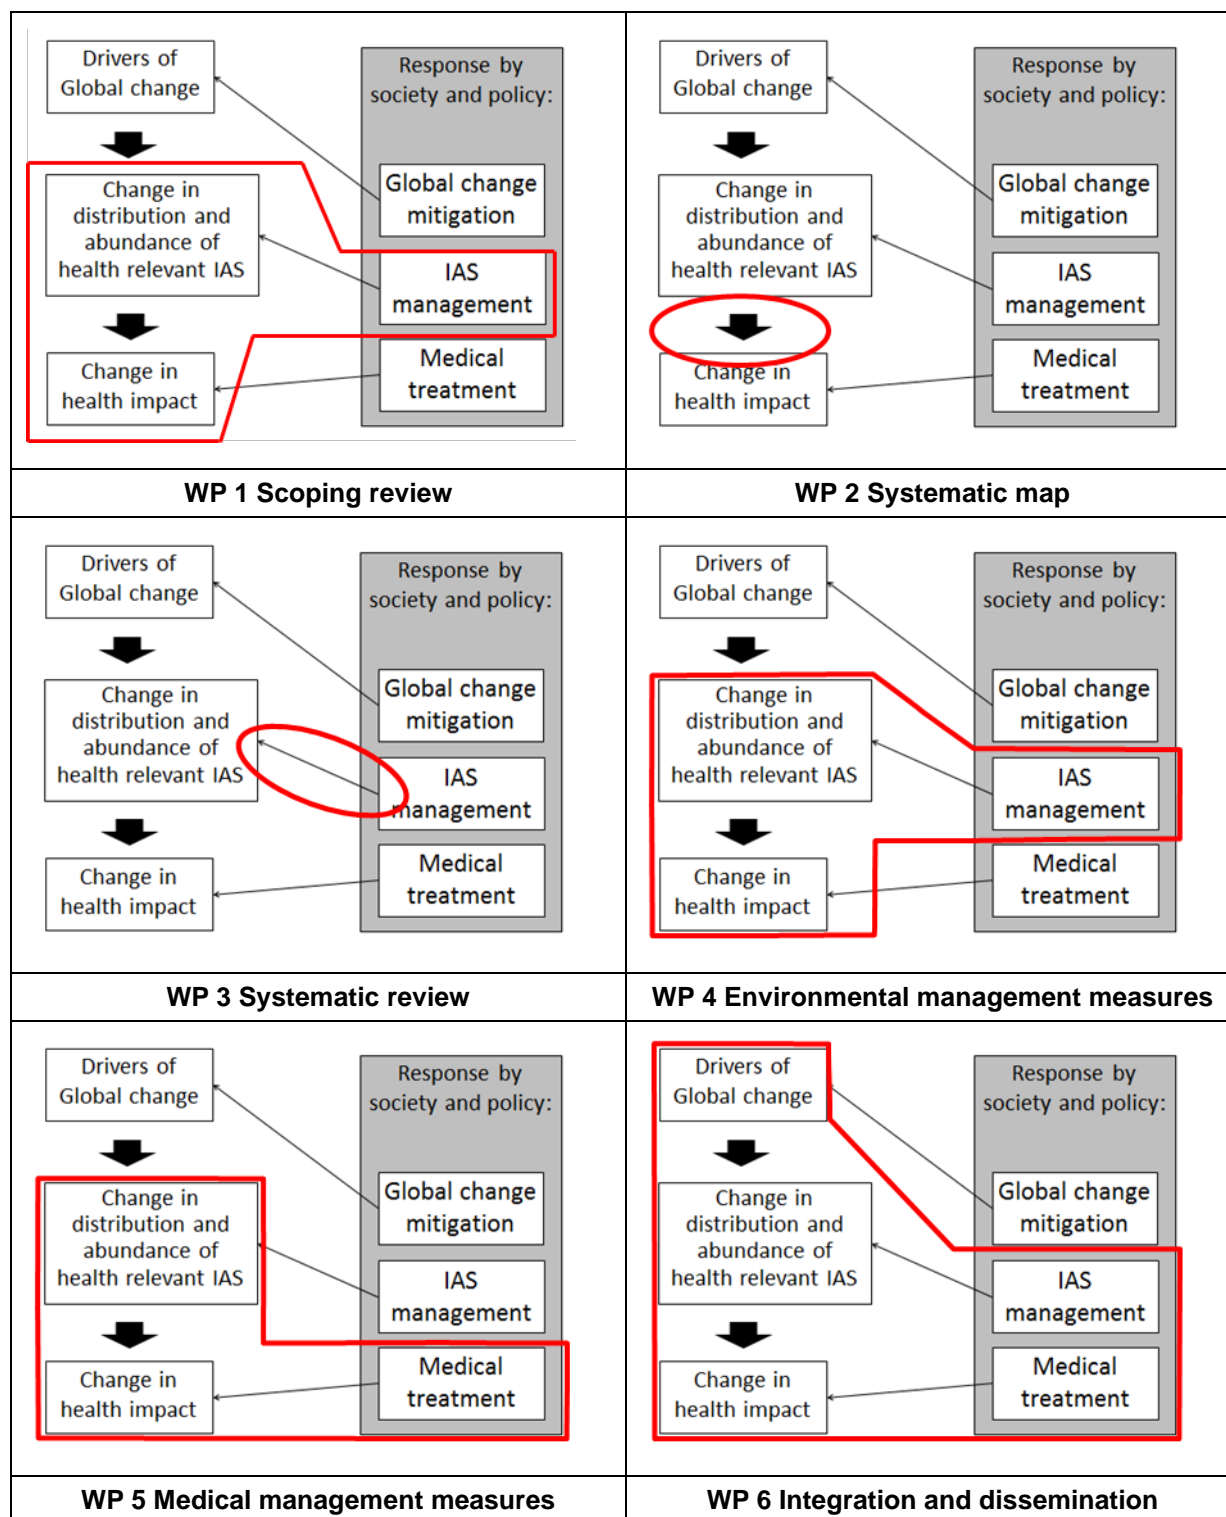 Drivers of
Global change
Change in
distribution and
abundance of
health relevant IAS
Change in
health impact
Response by
society and policy:
Global change
mitigation
IAS
management
Medical
treatment
WP 1 Scoping review
Drivers of
Global change
Change in
distribution and
abundance of
health relevant IAS
Change in
health impact
Response by
society and policy:
Global change
mitigation
IAS
management
Medical
treatment
WP 2 Systematic map
Drivers of
Global change
Change in
distribution and
abundance of
health relevant IAS
Change in
health impact
Response by
society and policy:
Global change
mitigation
IAS
management
Medical
treatment
WP 3 Systematic review
Drivers of
Global change
Change in
distribution and
abundance of
health relevant IAS
Change in
health impact
Response by
society and policy:
Global change
mitigation
IAS
management
Medical
treatment
WP 4 Environmental management measures
Drivers of
Global change
Change in
distribution and
abundance of
health relevant IAS
Change in
health impact
Response by
society and policy:
Global change
mitigation
IAS
management
Medical
treatment
WP 5 Medical management measures
Drivers of
Global change
Change in
distribution and
abundance of
health relevant IAS
Change in
health impact
Response by
society and policy:
Global change
mitigation
IAS
management
Medical
treatment
WP 6 Integration and dissemination